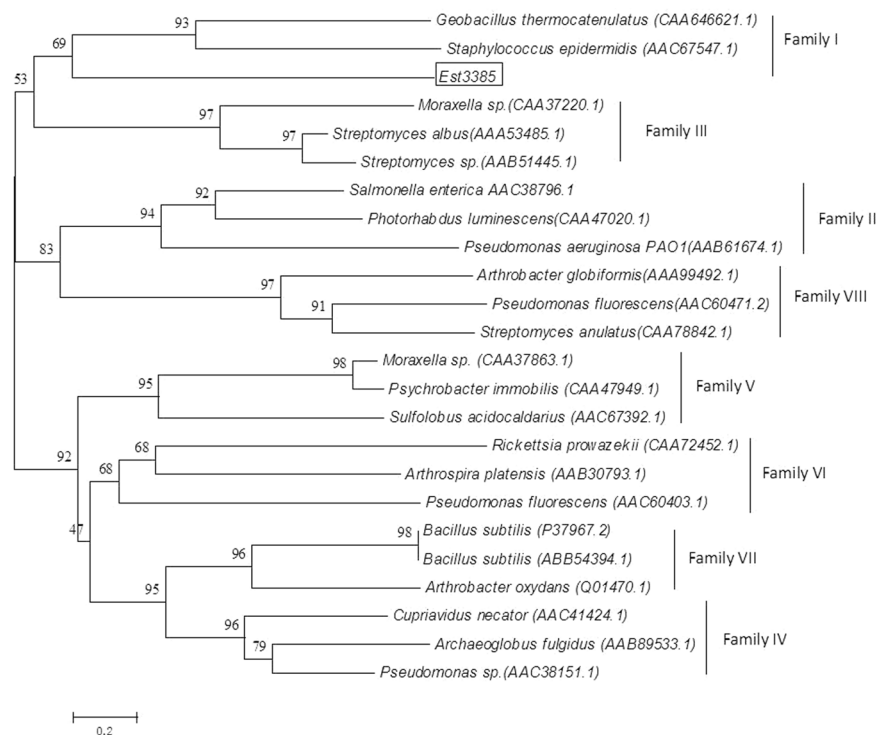 93
Geobacillus thermocatenulatus (CAA646621.1)
69
Staphylococcus epidermidis (AAC67547.1)
Family I
53
Est3385
97
Moraxella sp.(CAA37220.1)
97
Streptomyces albus(AAA53485.1)
Family III
Streptomyces sp.(AAB51445.1)
92
Salmonella enterica AAC38796.1
94
Photorhabdus luminescens(CAA47020.1)
Family II
83
Pseudomonas aeruginosa PAO1(AAB61674.1)
97
Arthrobacter globiformis(AAA99492.1)
91
Pseudomonas fluorescens(AAC60471.2)
Family VIII
Streptomyces anulatus(CAA78842.1)
98
Moraxella sp. (CAA37863.1)
95
Psychrobacter immobilis (CAA47949.1)
Family V
Sulfolobus acidocaldarius (AAC67392.1)
92
68
68
Rickettsia prowazekii (CAA72452.1)
Arthrospira platensis (AAB30793.1)
Family VI
Pseudomonas fluorescens (AAC60403.1)
47
98
Bacillus subtilis (P37967.2)
96
Bacillus subtilis (ABB54394.1)
Family VII
95
Arthrobacter oxydans (Q01470.1)
96
Cupriavidus necator (AAC41424.1)
79
Archaeoglobus fulgidus (AAB89533.1)
Family IV
Pseudomonas sp.(AAC38151.1)
0.2